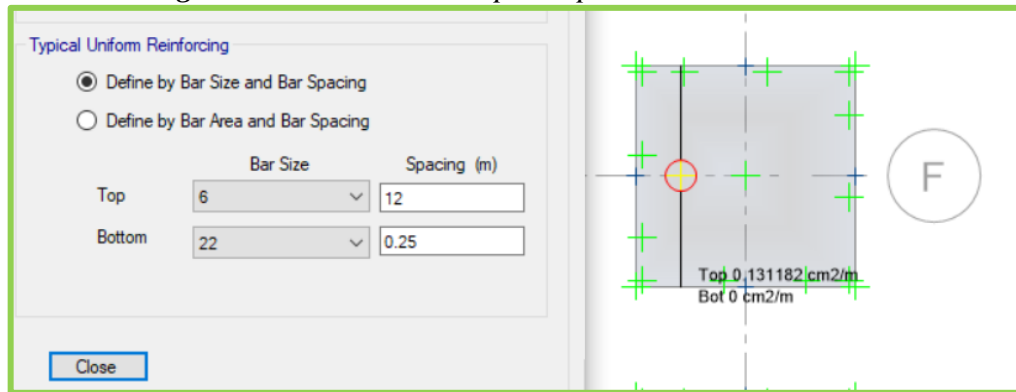 Typical Uniform Reinforcing
Define by Bar Size and Bar Spacing
Define by Bar Area and Bar Spacing
Bar Size Spacing (m)
Top 6 12
Bottom 22 0.25
Close
F
Top 0,131182 cm2/m
Bot 0 cm2/m